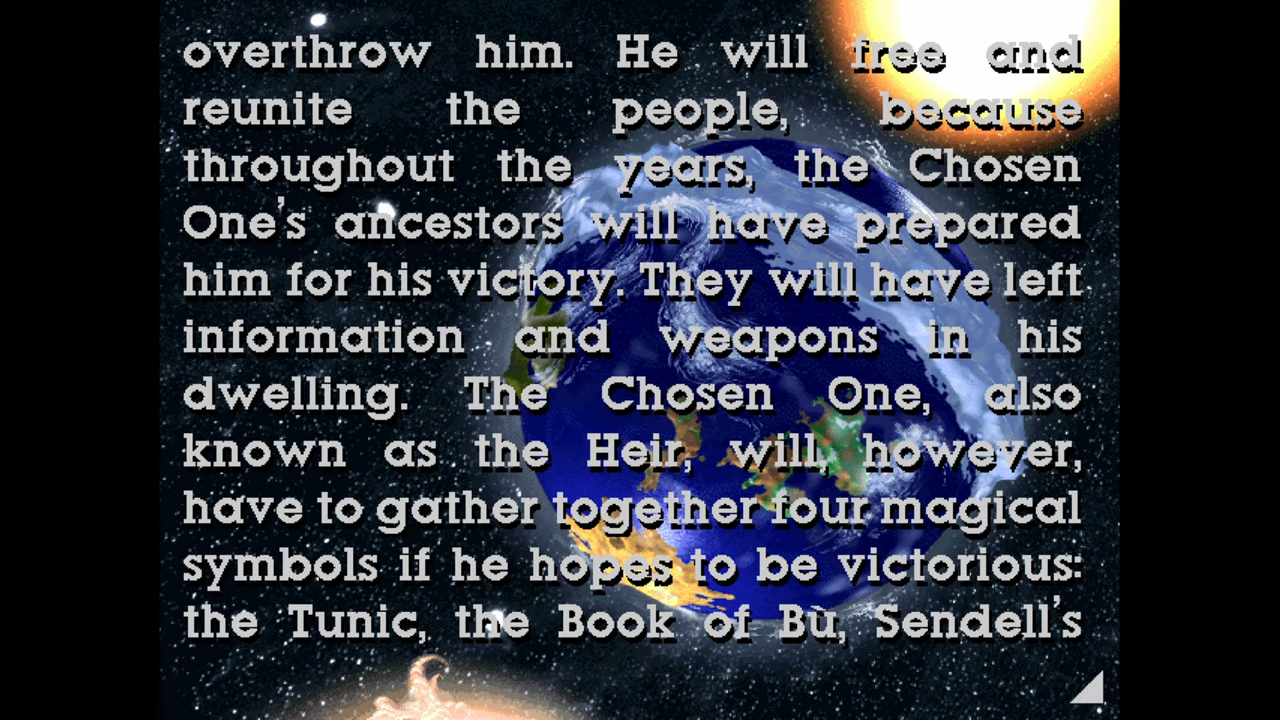 overthrow him. He will free and
reunite the people, because
throughout the years, the Chosen
One's ancestors will have prepared
him for his victory. They will have left
information and weapons in his
dwelling. The Chosen One, also
known as the Heir, will, however,
have to gather together four magical
symbols if he hopes to be victorious:
the Tunic, the Book of Bù, Sendell's